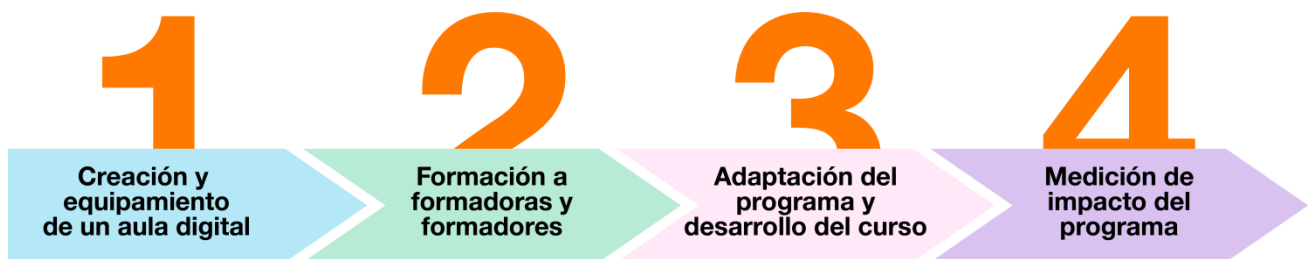 1
Creación y
equipamiento
de un aula digital
2
Formación a
formadoras y
formadores
3
Adaptación del
programa y
desarrollo del curso
4
Medición de
impacto del
programa